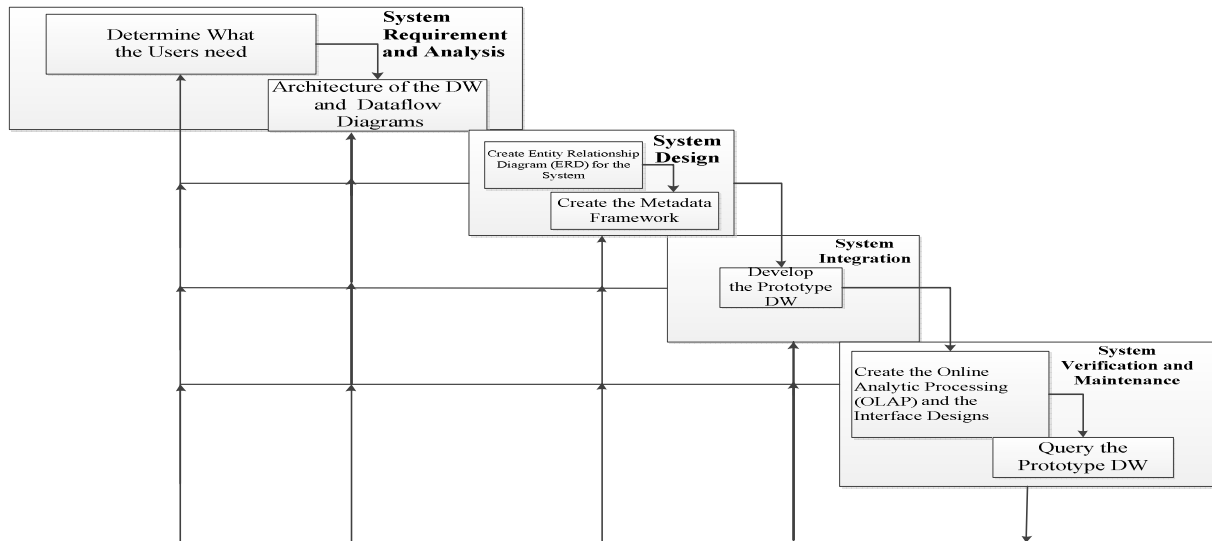 System
Requirement
and Analysis
Determine What
the Users need
Architecture of the DW
and Dataflow
Diagrams
System
Design
Create Entity Relationship
Diagram (ERD) for the
System
Create the Metadata
Framework
System
Integration
Develop
the Prototype
DW
System
Verification and
Maintenance
Create the Online
Analytic Processing
(OLAP) and the
Interface Designs
Query the
Prototype DW